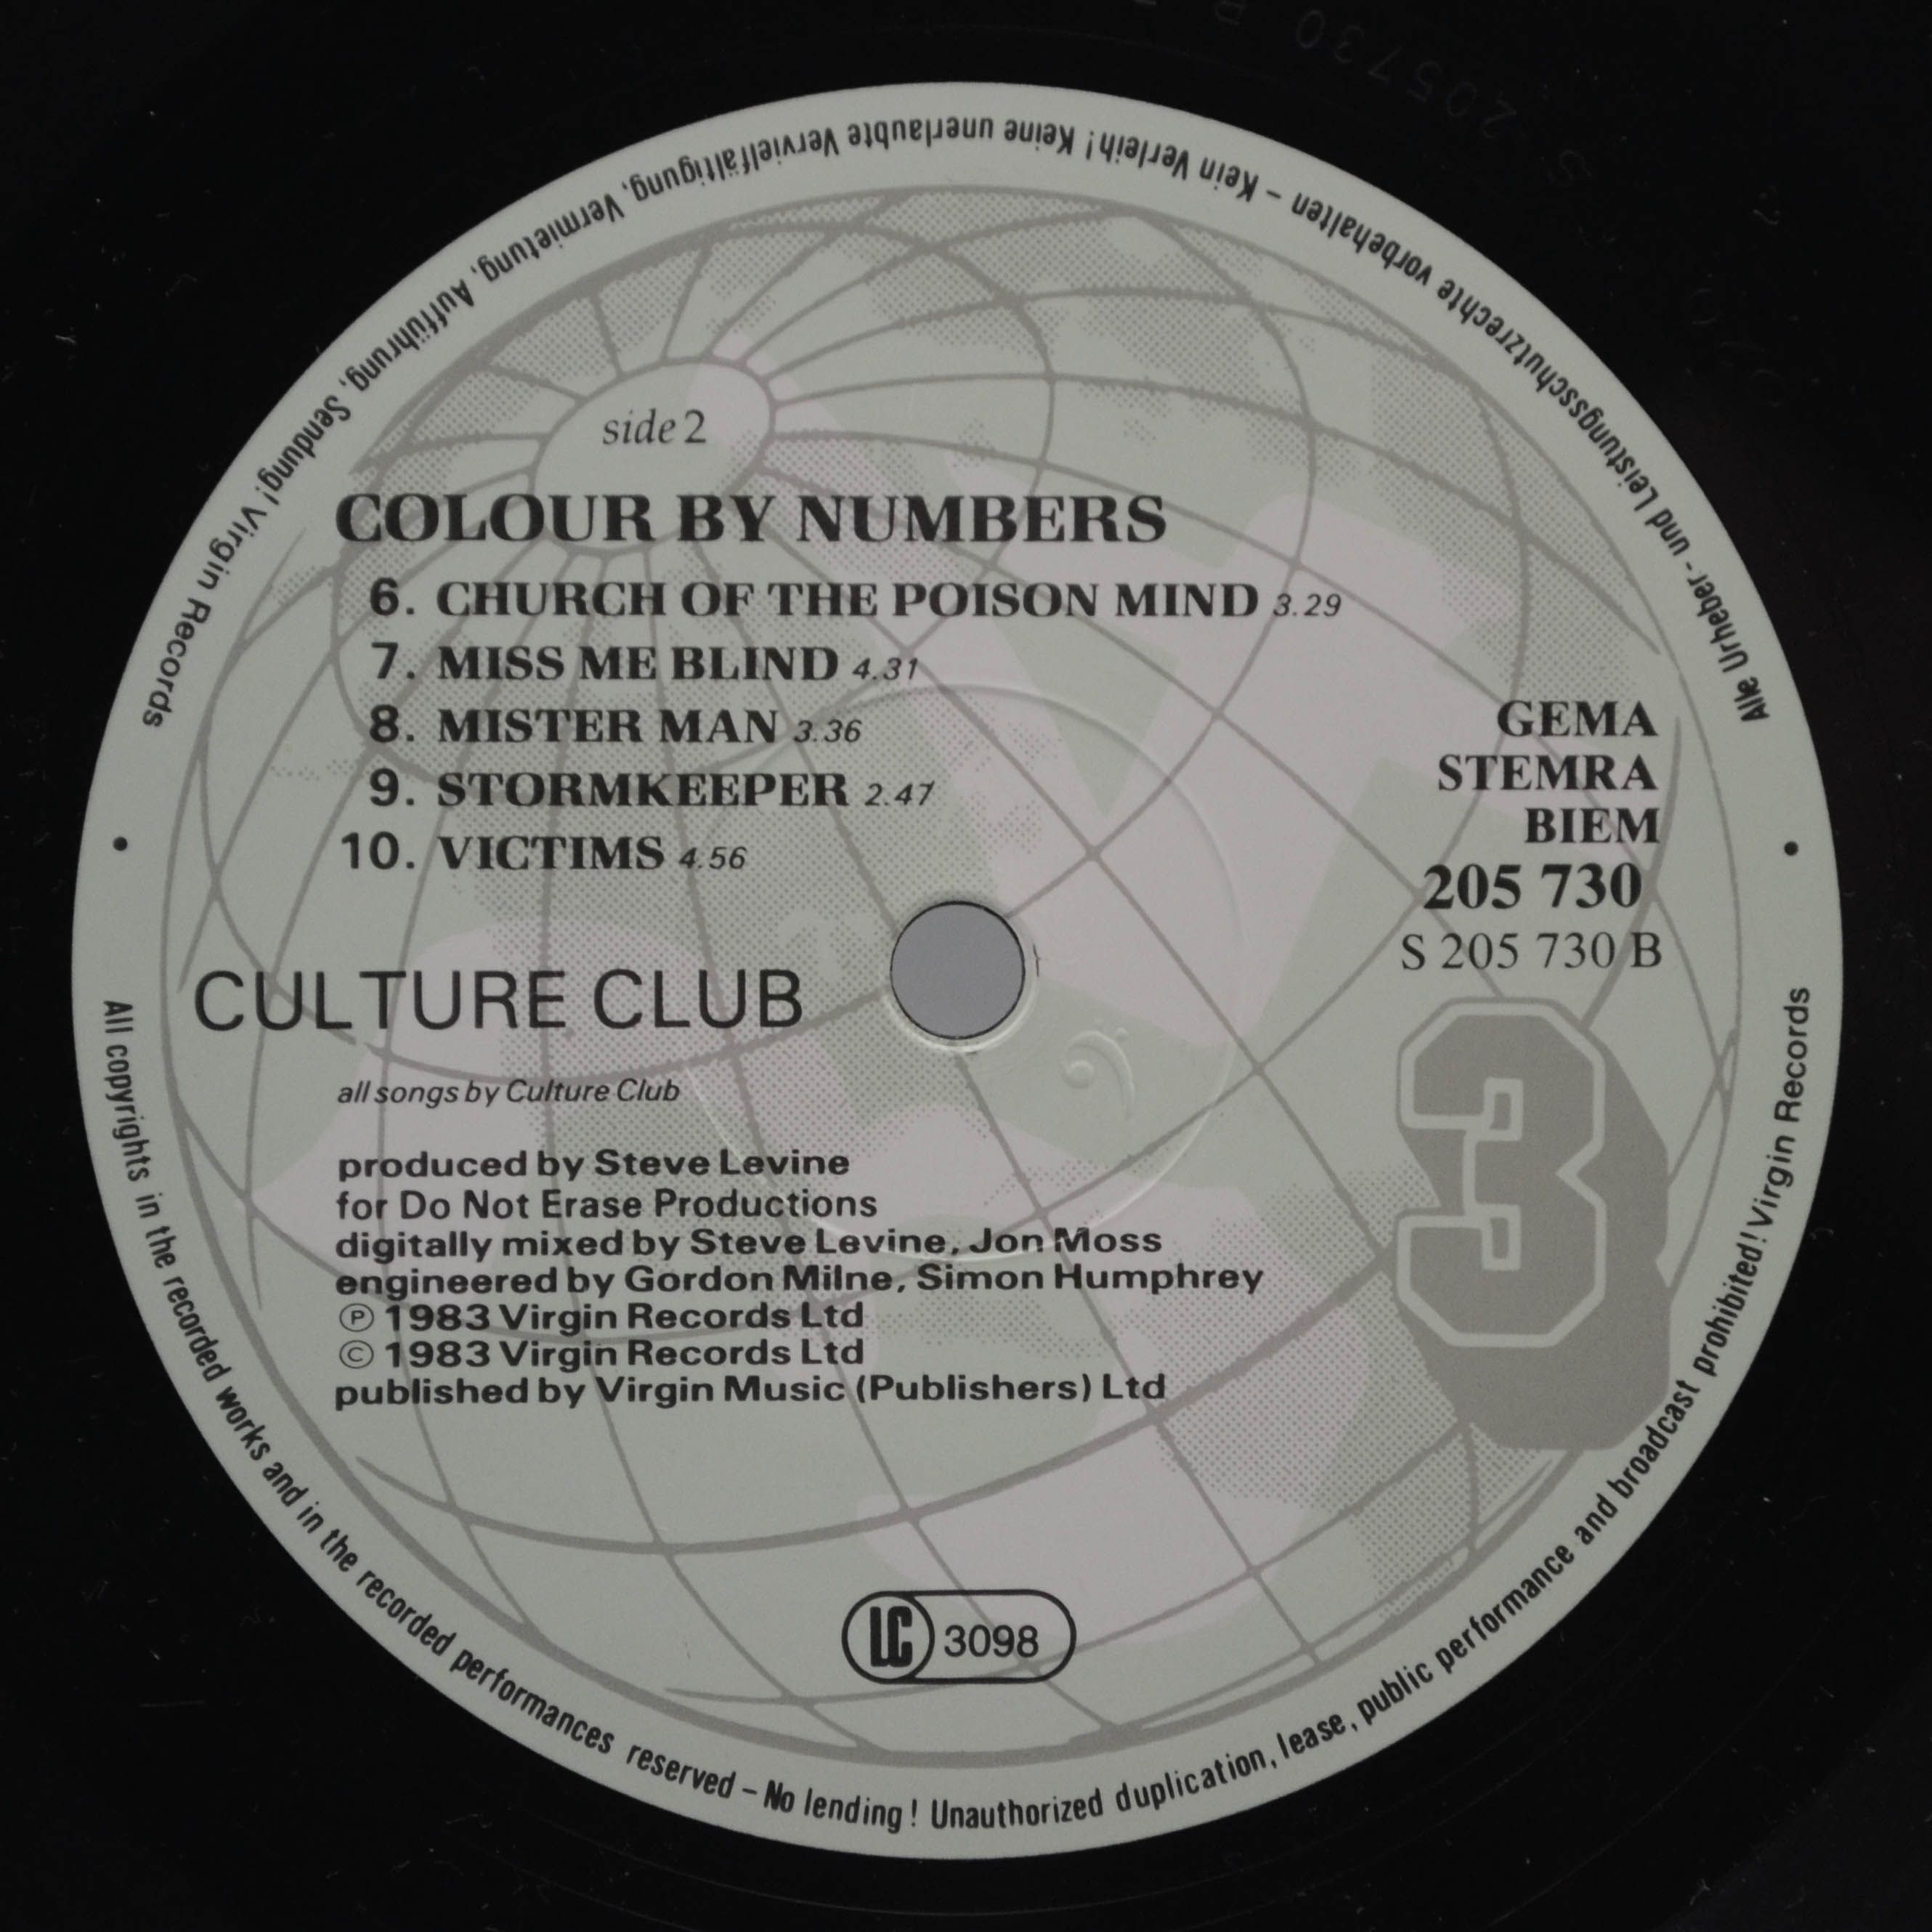 side 2
COLOUR BY NUMBERS
6. CHURCH OF THE POISON MIND 3.29
7. MISS ME BLIND 4.31
8. MISTER MAN 3.36
9. STORMKEEPER 2.47
10. VICTIMS 4.56
GEMA
STEMRA
BIEM
205 730
S 205 730 B
CULTURE CLUB
all songs by Culture Club
produced by Steve Levine
for Do Not Erase Productions
digitally mixed by Steve Levine, Jon Moss
engineered by Gordon Milne, Simon Humphrey
Ⓟ 1983 Virgin Records Ltd
© 1983 Virgin Records Ltd
published by Virgin Music (Publishers) Ltd
3
LC 3098
Alle Urheber- und Leistungsschutzrechte vorbehalten – Kein Verleih! Keine unerlaubte Vervielfältigung, Vermietung, Aufführung, Sendung! Virgin Records
All copyrights in the recorded works and in the recorded performances reserved – No lending! Unauthorized duplication, lease, public performance and broadcast prohibited! Virgin Records
S 205730 B